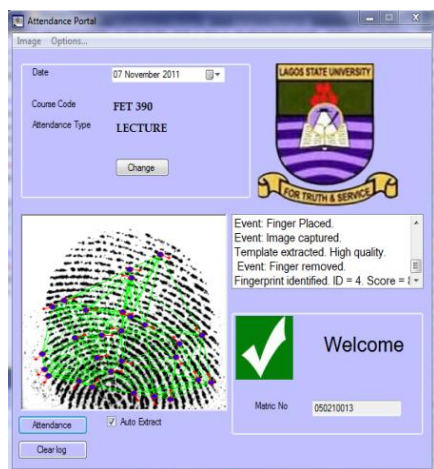 Attendance Portal
Image Options...
Date 07 November 2011
Course Code FET 390
Attendance Type LECTURE
Change
LAGOS STATE UNIVERSITY
FOR TRUTH & SERVICE
Event: Finger Placed.
Event: Image captured.
Template extracted. High quality.
Event: Finger removed.
Fingerprint identified. ID = 4. Score =
Welcome
Matric No 050210013
Attendance Auto Extract
Clear log